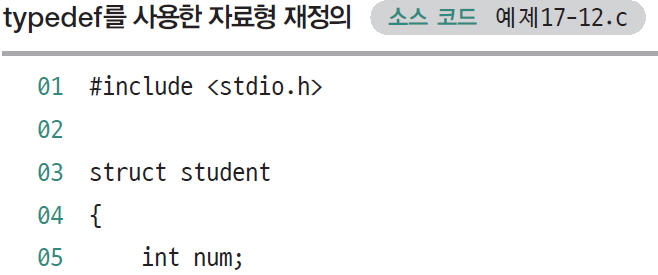 typedef를 사용한 자료형 재정의 소스 코드 예제17-12.c
01 #include <stdio.h>
02
03 struct student
04 {
05     int num;